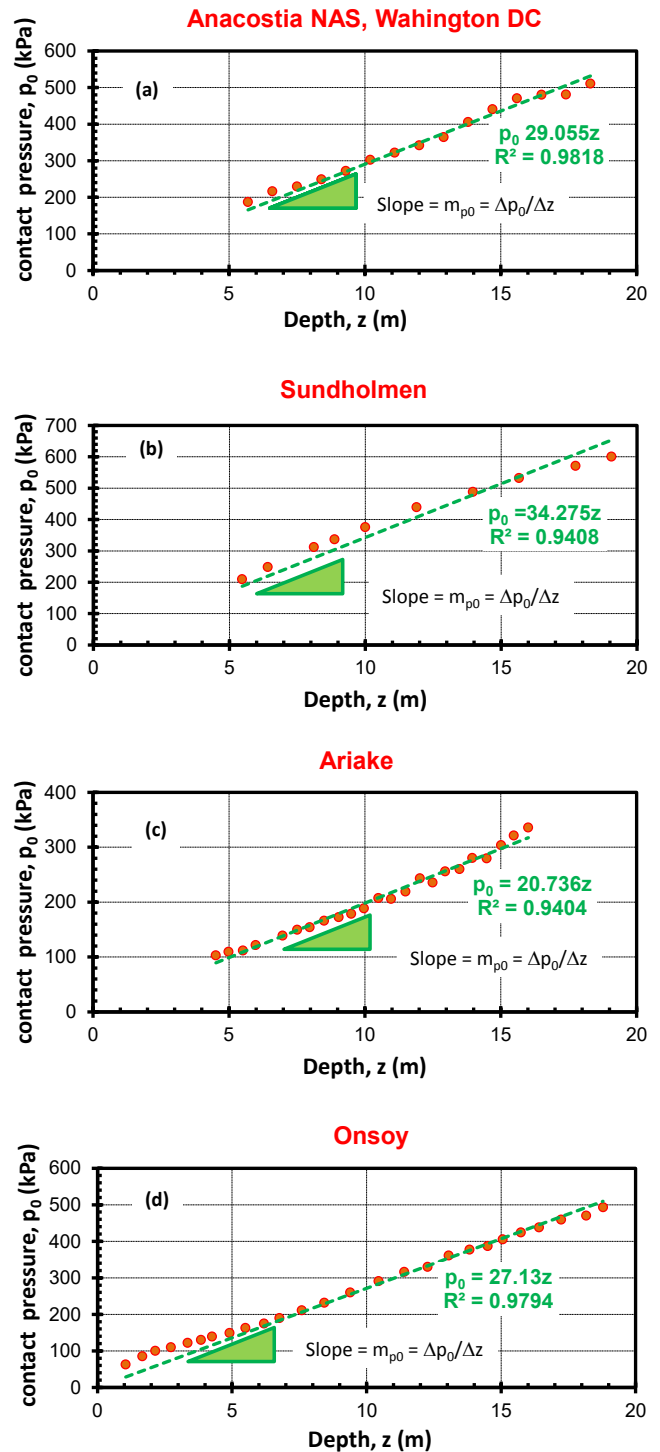 Anacostia NAS, Wahington DC
600
500
400
300
200
100
0
contact pressure, p0 (kPa)
(a)
p0 29.055z
R² = 0.9818
Slope = mp0 = Δp0/Δz
0 5 10 15 20
Depth, z (m)
Sundholmen
700
600
500
400
300
200
100
0
contact pressure, p0 (kPa)
(b)
p0 =34.275z
R² = 0.9408
Slope = mp0 = Δp0/Δz
0 5 10 15 20
Depth, z (m)
Ariake
400
300
200
100
0
contact pressure, p0 (kPa)
(c)
p0 = 20.736z
R² = 0.9404
Slope = mp0 = Δp0/Δz
0 5 10 15 20
Depth, z (m)
Onsoy
600
500
400
300
200
100
0
contact pressure, p0 (kPa)
(d)
p0 = 27.13z
R² = 0.9794
Slope = mp0 = Δp0/Δz
0 5 10 15 20
Depth, z (m)